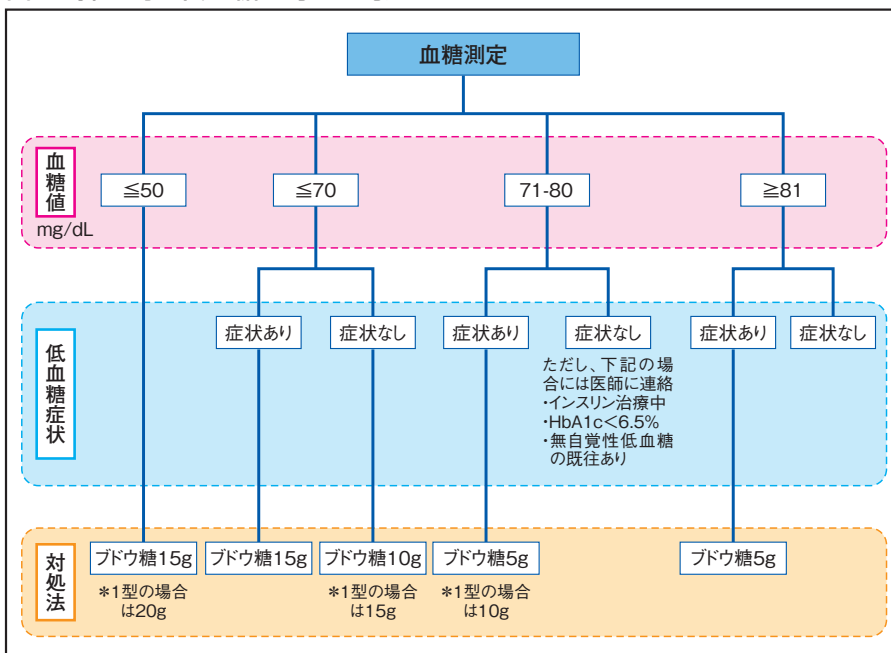 血糖測定
血糖値
mg/dL
≦50
≦70
71-80
≧81
低血糖症状
症状あり
症状なし
症状あり
症状なし
ただし、下記の場
合には医師に連絡
・インスリン治療中
・HbA1c＜6.5%
・無自覚性低血糖
の既往あり
症状あり
症状なし
対処法
ブドウ糖15g
＊1型の場合
は20g
ブドウ糖15g
ブドウ糖10g
＊1型の場合
は15g
ブドウ糖5g
＊1型の場合
は10g
ブドウ糖5g